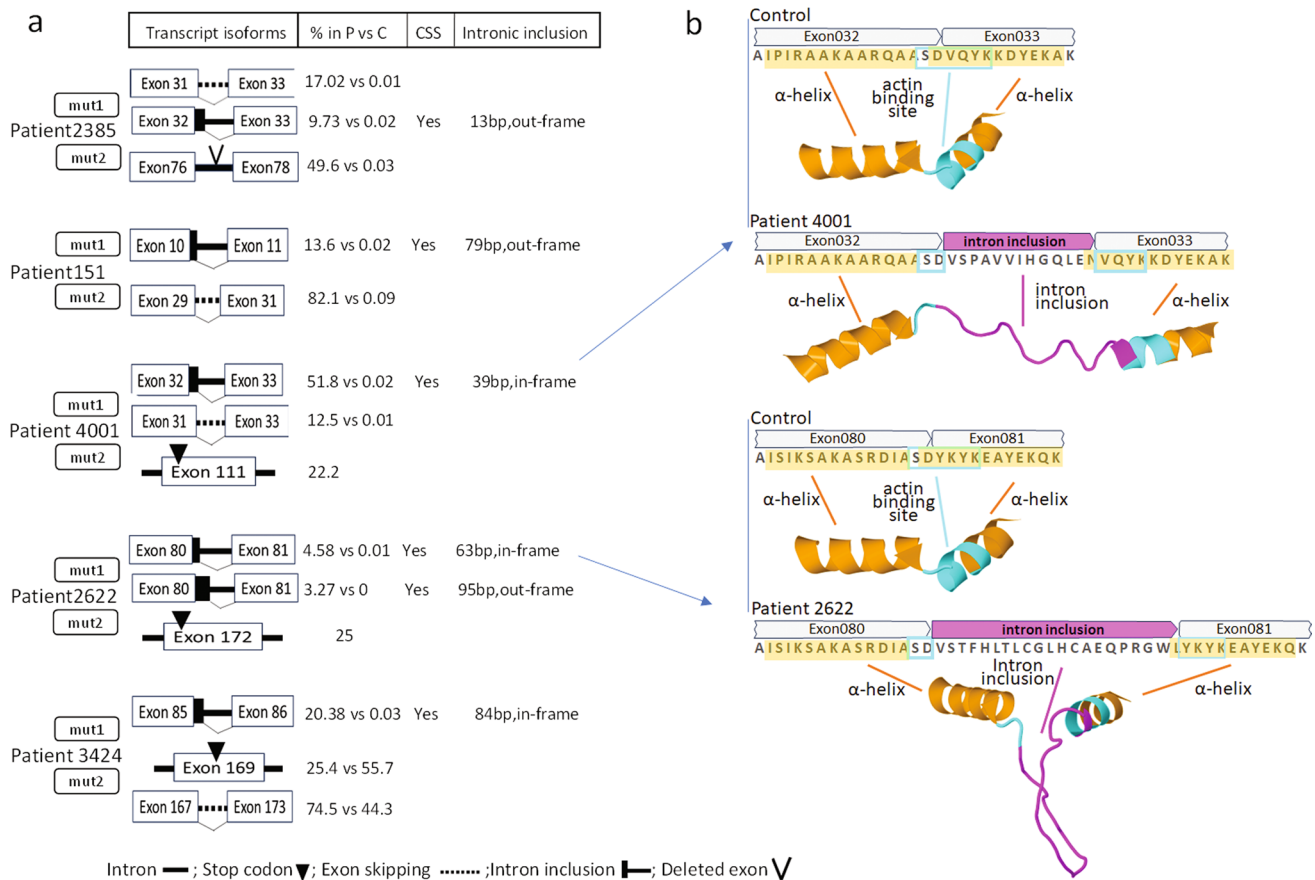 a
Transcript isoforms % in P vs C CSS Intronic inclusion
mut1
Patient2385
mut2
Exon 31 Exon 33 17.02 vs 0.01
Exon 32 Exon 33 9.73 vs 0.02 Yes 13bp,out-frame
Exon76 Exon78 49.6 vs 0.03
mut1
Patient151
mut2
Exon 10 Exon 11 13.6 vs 0.02 Yes 79bp,out-frame
Exon 29 Exon 31 82.1 vs 0.09
mut1
Patient 4001
mut2
Exon 32 Exon 33 51.8 vs 0.02 Yes 39bp,in-frame
Exon 31 Exon 33 12.5 vs 0.01
Exon 111 22.2
mut1
Patient2622
mut2
Exon 80 Exon 81 4.58 vs 0.01 Yes 63bp,in-frame
Exon 80 Exon 81 3.27 vs 0 Yes 95bp,out-frame
Exon 172 25
mut1
Patient 3424
mut2
Exon 85 Exon 86 20.38 vs 0.03 Yes 84bp,in-frame
Exon 169 25.4 vs 55.7
Exon 167 Exon 173 74.5 vs 44.3
Intron ; Stop codon ; Exon skipping ;Intron inclusion ; Deleted exon
b
Control
Exon032 Exon033
AIPIRAAKAARQAASDVQYKKDYEKAK
α-helix
actin
binding
site
α-helix
Patient 4001
Exon032 intron inclusion Exon033
AIPIRAAKAARQAASDVSPAVVIHGQLENVQYKKDYEKAK
α-helix
intron
inclusion
α-helix
Control
Exon080 Exon081
AISIKSAKASRDIASDYKYKEAYEKQK
α-helix
actin
binding
site
α-helix
Patient 2622
Exon080 intron inclusion Exon081
AISIKSAKASRDIASDVSTFHLTLCGLHCAEQPRGWLYKYKEAYEKQK
α-helix
Intron
inclusion
α-helix